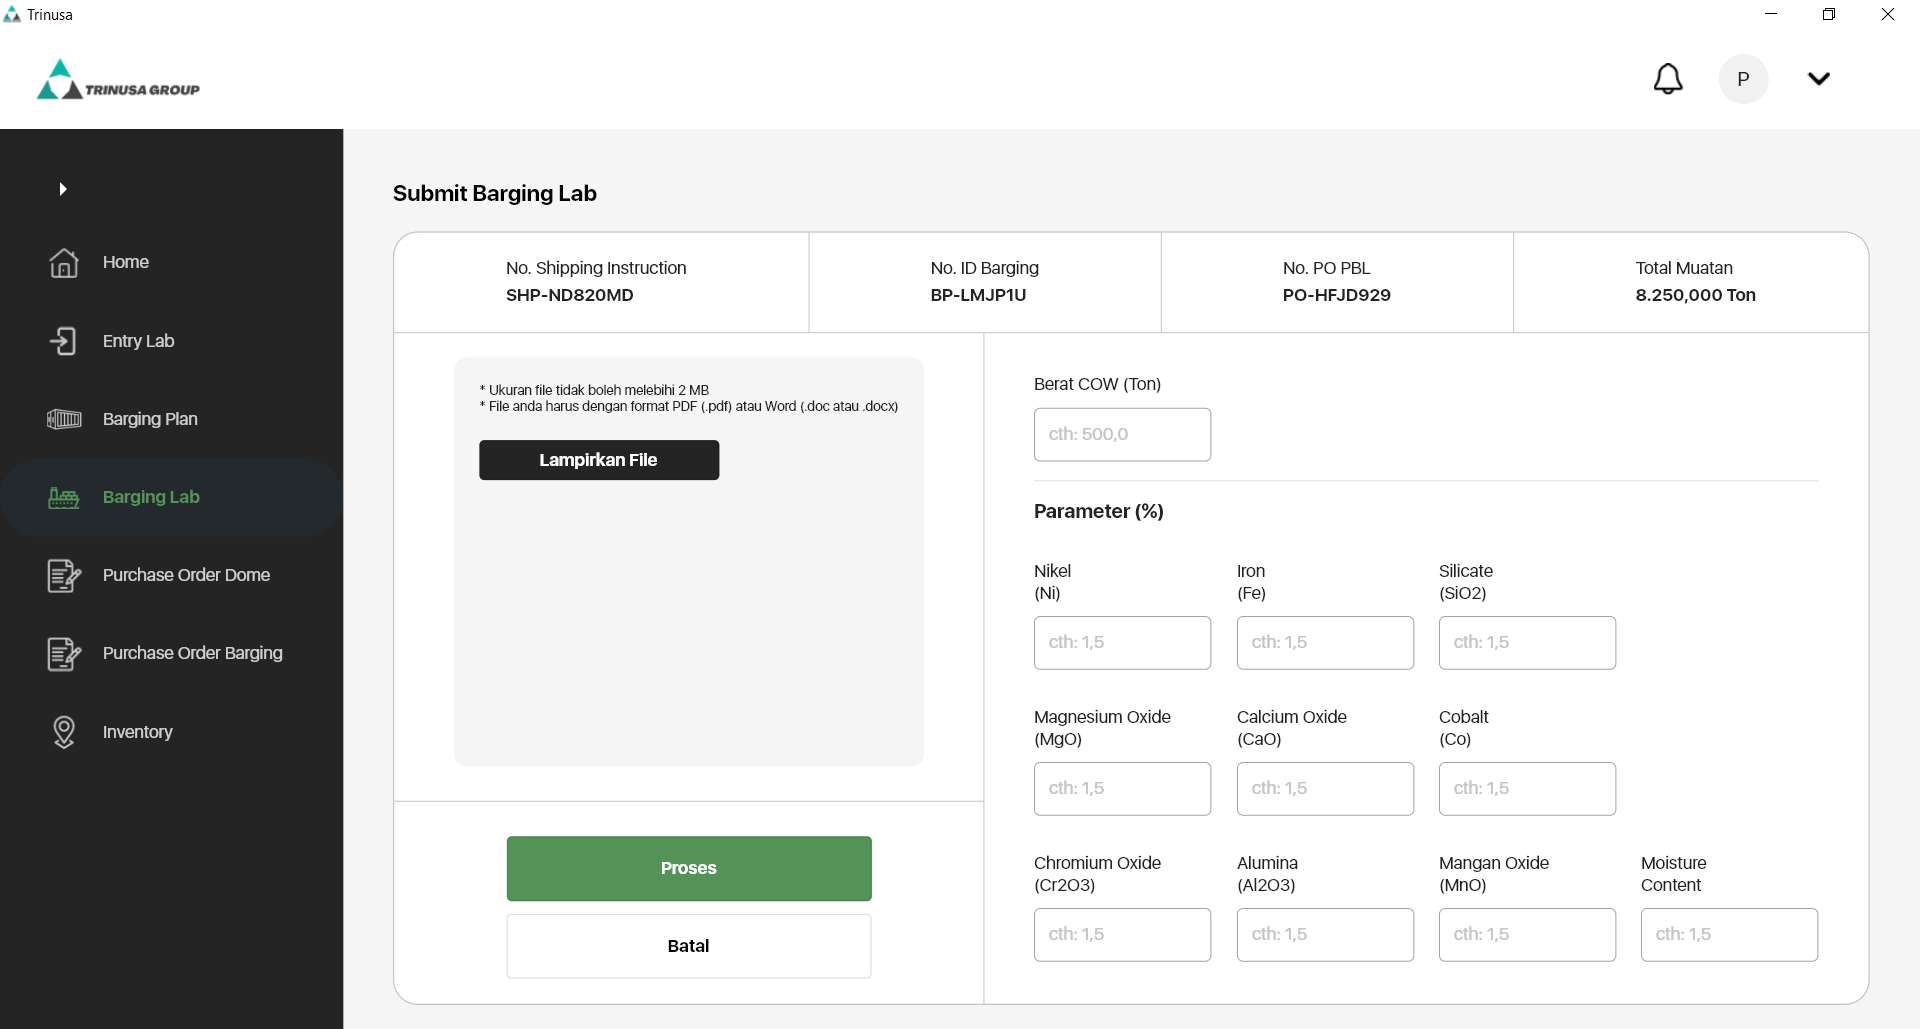 Trinusa
TRINUSA GROUP
P
Home
Entry Lab
Barging Plan
Barging Lab
Purchase Order Dome
Purchase Order Barging
Inventory
Submit Barging Lab
No. Shipping Instruction
SHP-ND820MD
No. ID Barging
BP-LMJP1U
No. PO PBL
PO-HFJD929
Total Muatan
8.250,000 Ton
* Ukuran file tidak boleh melebihi 2 MB
* File anda harus dengan format PDF (.pdf) atau Word (.doc atau .docx)
Lampirkan File
Proses
Batal
Berat COW (Ton)
cth: 500,0
Parameter (%)
Nikel
(Ni)
cth: 1,5
Iron
(Fe)
cth: 1,5
Silicate
(SiO2)
cth: 1,5
Magnesium Oxide
(MgO)
cth: 1,5
Calcium Oxide
(CaO)
cth: 1,5
Cobalt
(Co)
cth: 1,5
Chromium Oxide
(Cr2O3)
cth: 1,5
Alumina
(Al2O3)
cth: 1,5
Mangan Oxide
(MnO)
cth: 1,5
Moisture
Content
cth: 1,5